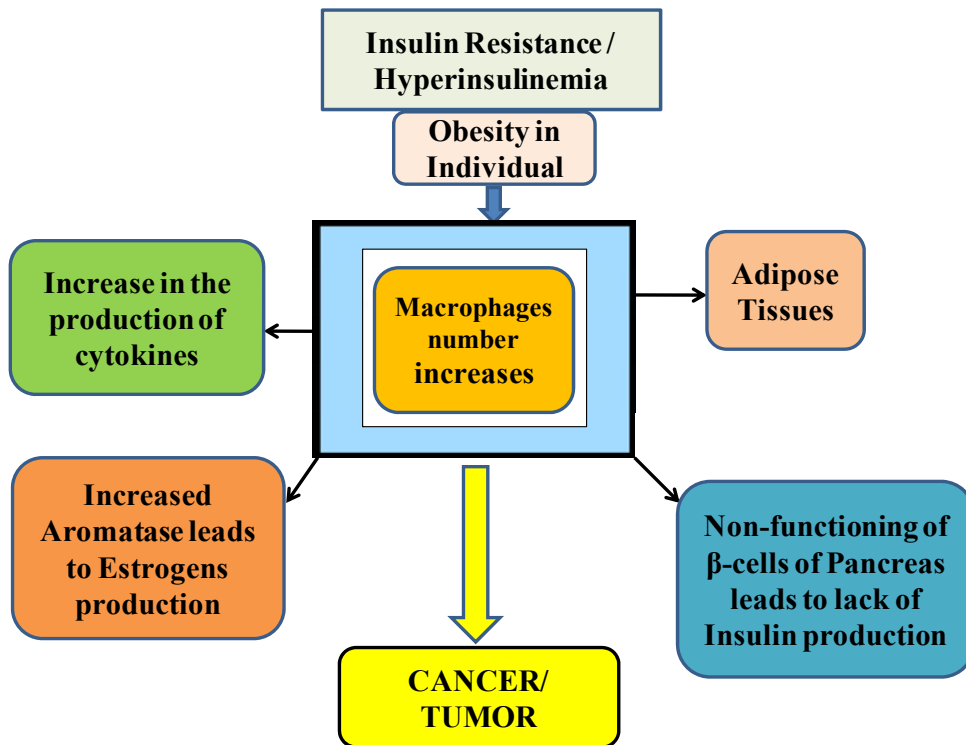 Insulin Resistance /
Hyperinsulinemia
Obesity in
Individual
Increase in the
production of
cytokines
Macrophages
number
increases
Adipose
Tissues
Increased
Aromatase leads
to Estrogens
production
Non-functioning of
β-cells of Pancreas
leads to lack of
Insulin production
CANCER/
TUMOR